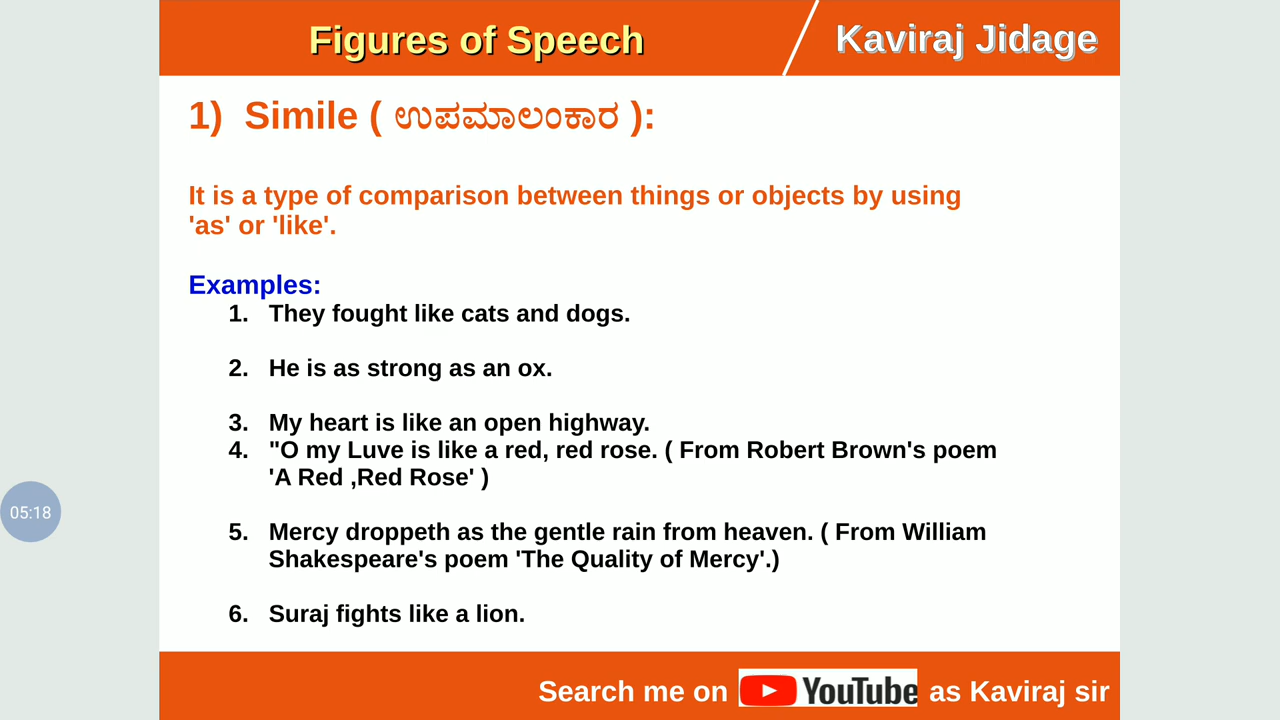 Figures of Speech
Kaviraj Jidage
1) Simile ( ಉಪಮಾಲಂಕಾರ ):
It is a type of comparison between things or objects by using
'as' or 'like'.
Examples:
1. They fought like cats and dogs.
2. He is as strong as an ox.
3. My heart is like an open highway.
4. "O my Luve is like a red, red rose. ( From Robert Brown's poem
'A Red ,Red Rose' )
05:18
5. Mercy droppeth as the gentle rain from heaven. ( From William
Shakespeare's poem 'The Quality of Mercy'.)
6. Suraj fights like a lion.
Search me on YouTube as Kaviraj sir